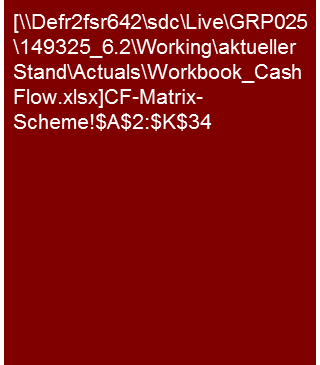 [\\Defr2fsr642\sdc\Live\GRP025
\149325_6.2\Working\aktueller
Stand\Actuals\Workbook_Cash
Flow.xlsx]CF-Matrix-
Scheme!$A$2:$K$34